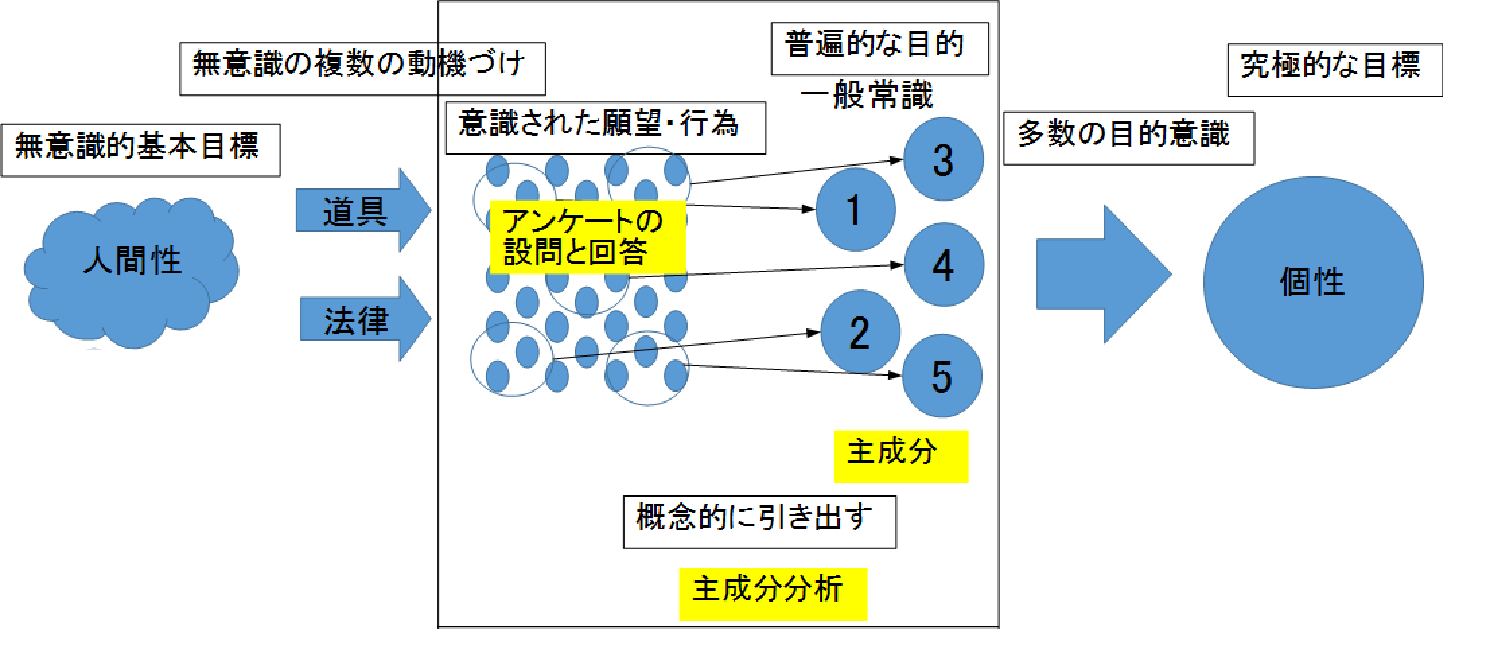 無意識的基本目標
人間性
無意識の複数の動機づけ
道具
法律
意識された願望・行為
アンケートの
設問と回答
普遍的な目的
一般常識
3
1
4
2
5
主成分
概念的に引き出す
主成分分析
多数の目的意識
究極的な目標
個性